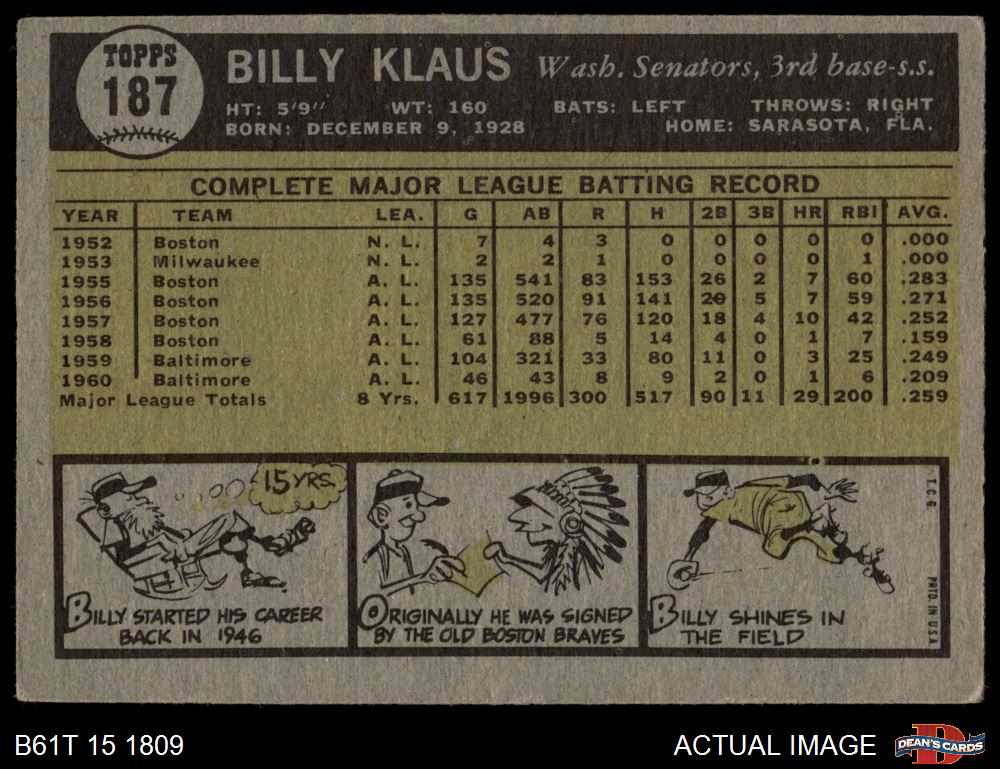 TOPPS
187
BILLY KLAUS Wash. Senators, 3rd base-s.s.
HT: 5'9" WT: 160 BATS: LEFT THROWS: RIGHT
BORN: DECEMBER 9, 1928 HOME: SARASOTA, FLA.
COMPLETE MAJOR LEAGUE BATTING RECORD
YEAR TEAM LEA. G AB R H 2B 3B HR RBI AVG.
1952 Boston N. L. 7 4 3 0 0 0 0 0 .000
1953 Milwaukee N. L. 2 2 1 0 0 0 0 1 .000
1955 Boston A. L. 135 541 83 153 26 2 7 60 .283
1956 Boston A. L. 135 520 91 141 29 5 7 59 .271
1957 Boston A. L. 127 477 76 120 18 4 10 42 .252
1958 Boston A. L. 61 88 5 14 4 0 1 7 .159
1959 Baltimore A. L. 104 321 33 80 11 0 3 25 .249
1960 Baltimore A. L. 46 43 8 9 2 0 1 6 .209
Major League Totals 8 Yrs. 617 1996 300 517 90 11 29 200 .259
15 YRS.
BILLY STARTED HIS CAREER
BACK IN 1946
ORIGINALLY HE WAS SIGNED
BY THE OLD BOSTON BRAVES
BILLY SHINES IN
THE FIELD
T.C.G.
PRTD IN U.S.A.
B61T 15 1809
ACTUAL IMAGE
DEAN'S CARDS